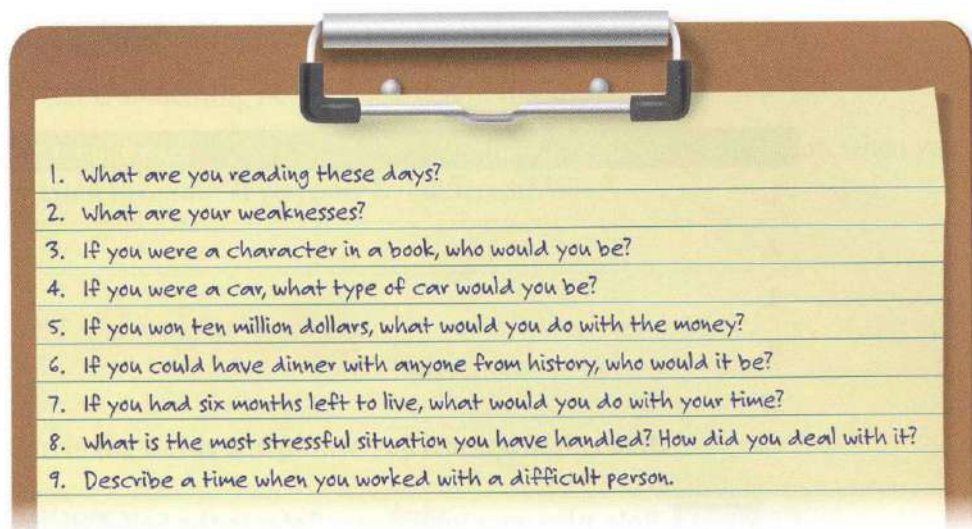 1. What are you reading these days?
2. What are your weaknesses?
3. If you were a character in a book, who would you be?
4. If you were a car, what type of car would you be?
5. If you won ten million dollars, what would you do with the money?
6. If you could have dinner with anyone from history, who would it be?
7. If you had six months left to live, what would you do with your time?
8. What is the most stressful situation you have handled? How did you deal with it?
9. Describe a time when you worked with a difficult person.